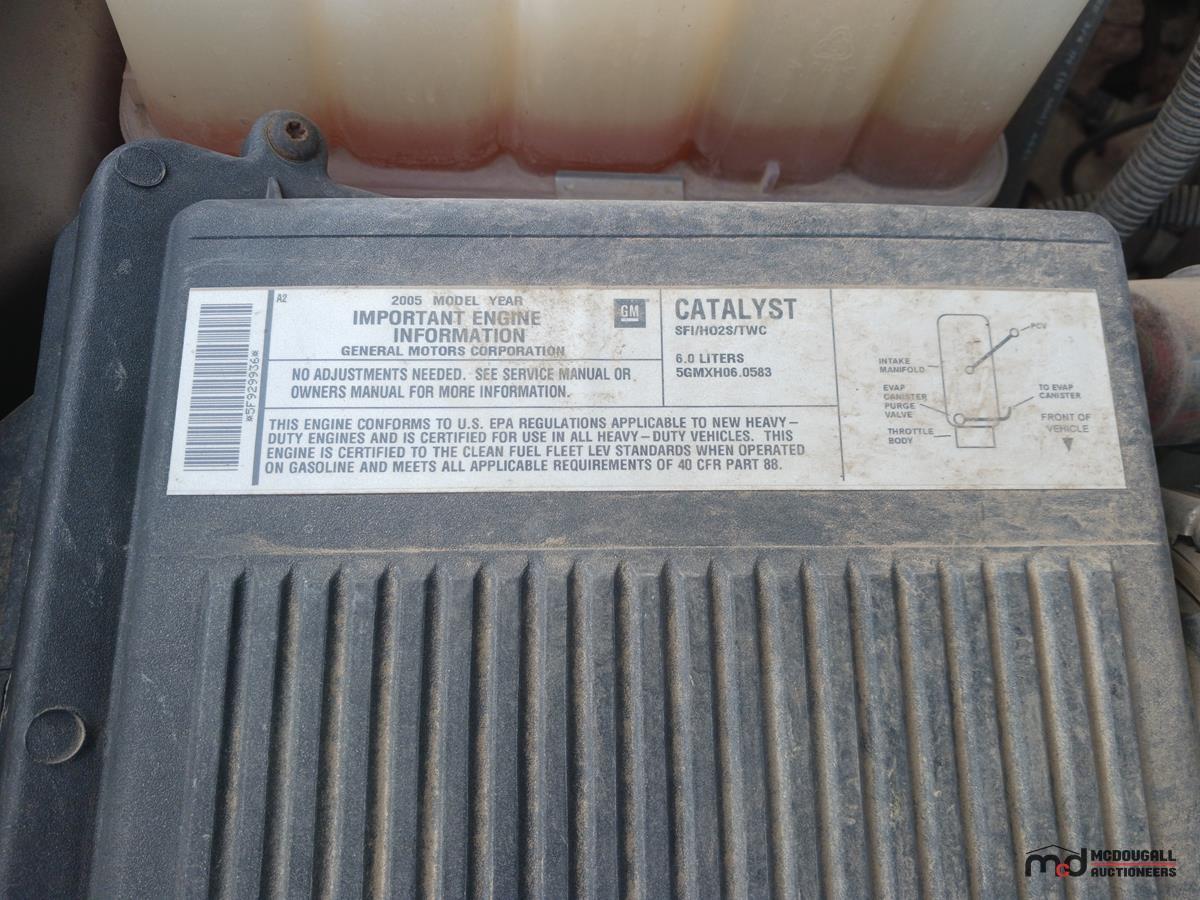 *5F929936*
A2
2005 MODEL YEAR
IMPORTANT ENGINE
INFORMATION
GENERAL MOTORS CORPORATION
GM
NO ADJUSTMENTS NEEDED. SEE SERVICE MANUAL OR
OWNERS MANUAL FOR MORE INFORMATION.
CATALYST
SFI/HO2S/TWC
6.0 LITERS
5GMXH06.0583
THIS ENGINE CONFORMS TO U.S. EPA REGULATIONS APPLICABLE TO NEW HEAVY-
DUTY ENGINES AND IS CERTIFIED FOR USE IN ALL HEAVY-DUTY VEHICLES. THIS
ENGINE IS CERTIFIED TO THE CLEAN FUEL FLEET LEV STANDARDS WHEN OPERATED
ON GASOLINE AND MEETS ALL APPLICABLE REQUIREMENTS OF 40 CFR PART 88.
PCV
INTAKE
MANIFOLD
EVAP
CANISTER
PURGE
VALVE
THROTTLE
BODY
TO EVAP
CANISTER
FRONT OF
VEHICLE
mcd
MCDOUGALL
AUCTIONEERS